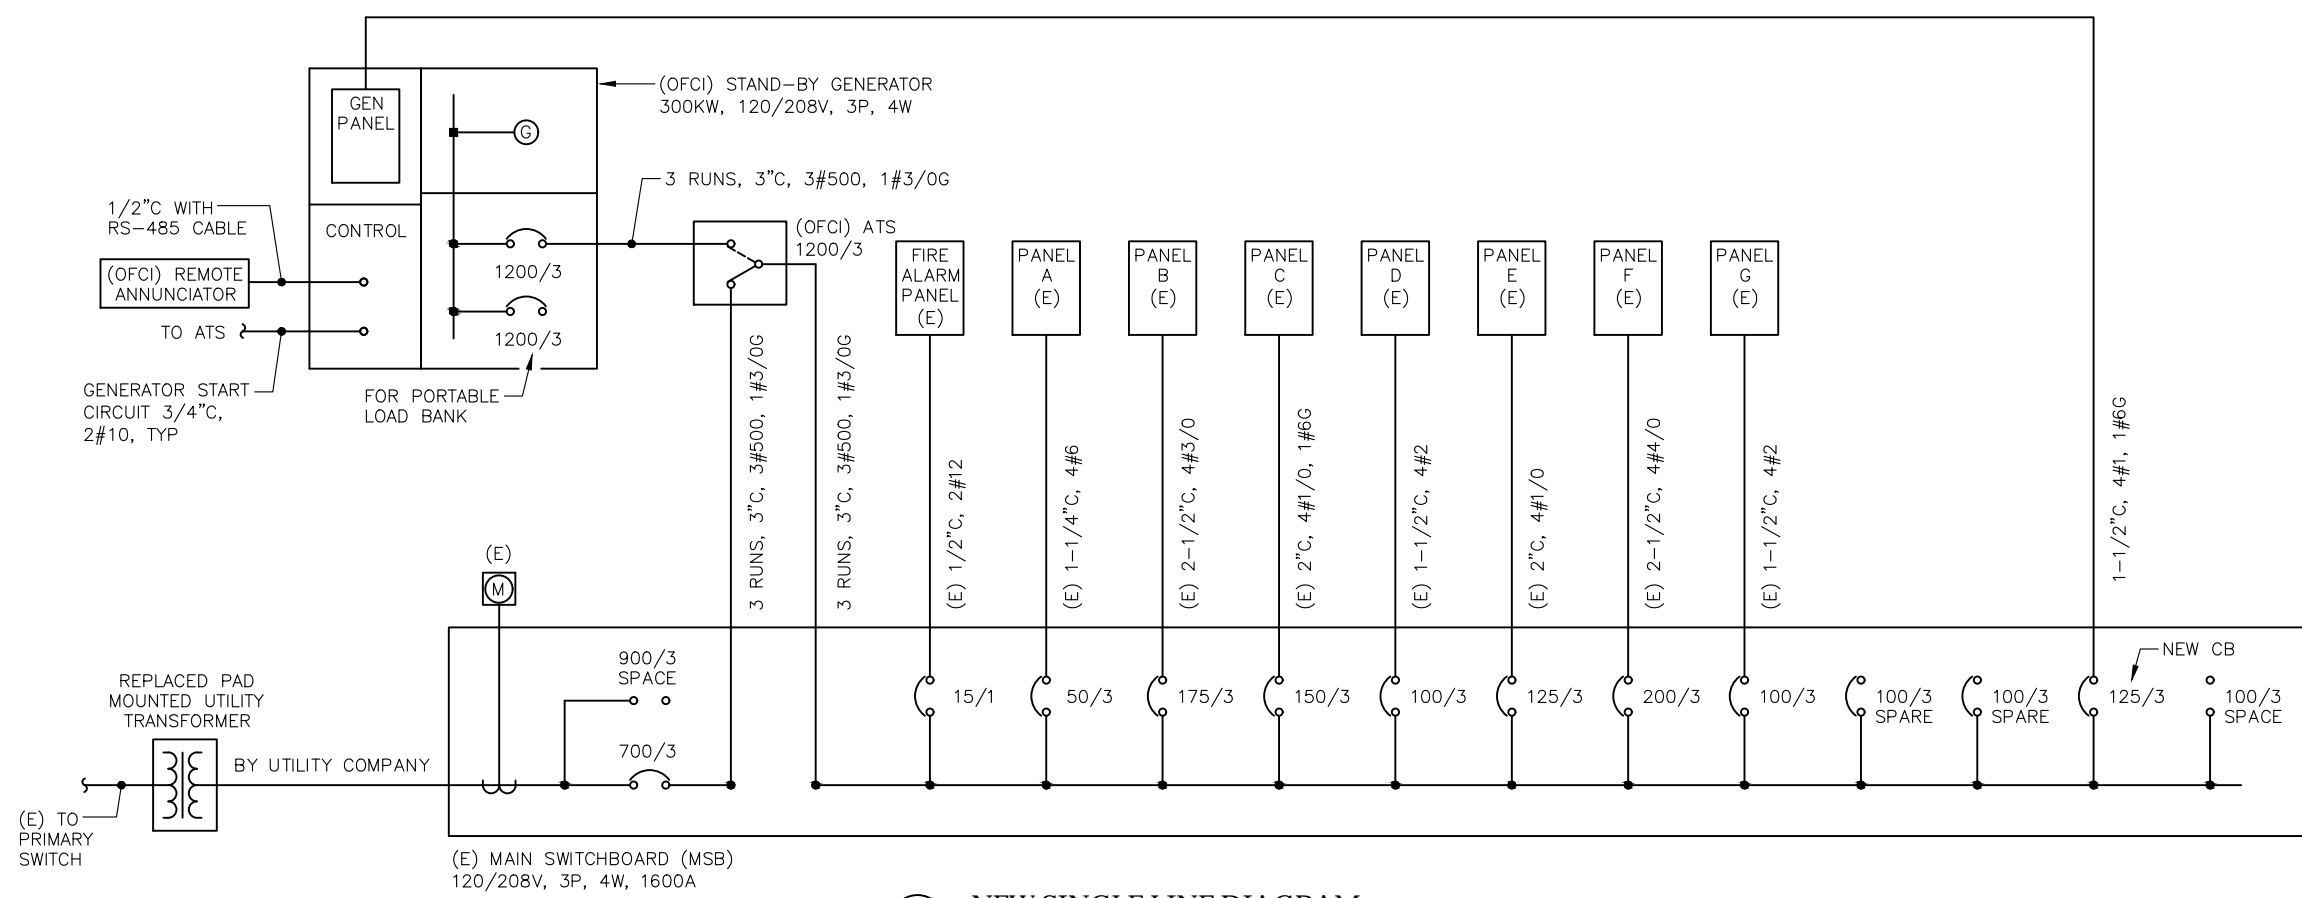 GEN
PANEL
(OFCI) STAND-BY GENERATOR
300KW, 120/208V, 3P, 4W
G
3 RUNS, 3"C, 3#500, 1#3/0G
1/2"C WITH
RS-485 CABLE
CONTROL
(OFCI) REMOTE
ANNUNCIATOR
TO ATS
GENERATOR START
CIRCUIT 3/4"C,
2#10, TYP
1200/3
1200/3
FOR PORTABLE
LOAD BANK
(OFCI) ATS
1200/3
FIRE
ALARM
PANEL
(E)
PANEL
A
(E)
PANEL
B
(E)
PANEL
C
(E)
PANEL
D
(E)
PANEL
E
(E)
PANEL
F
(E)
PANEL
G
(E)
3 RUNS, 3"C, 3#500, 1#3/0G
3 RUNS, 3"C, 3#500, 1#3/0G
(E) 1/2"C, 2#12
(E) 1-1/4"C, 4#6
(E) 2-1/2"C, 4#3/0
(E) 2"C, 4#1/0, 1#6G
(E) 1-1/2"C, 4#2
(E) 2"C, 4#1/0
(E) 2-1/2"C, 4#4/0
(E) 1-1/2"C, 4#2
1-1/2"C, 4#1, 1#6G
(E)
M
900/3
SPACE
700/3
REPLACED PAD
MOUNTED UTILITY
TRANSFORMER
BY UTILITY COMPANY
(E) TO
PRIMARY
SWITCH
15/1
50/3
175/3
150/3
100/3
125/3
200/3
100/3
100/3
SPARE
100/3
SPARE
125/3
NEW CB
100/3
SPACE
(E) MAIN SWITCHBOARD (MSB)
120/208V, 3P, 4W, 1600A
NEW SINGLE LINE DIAGRAM